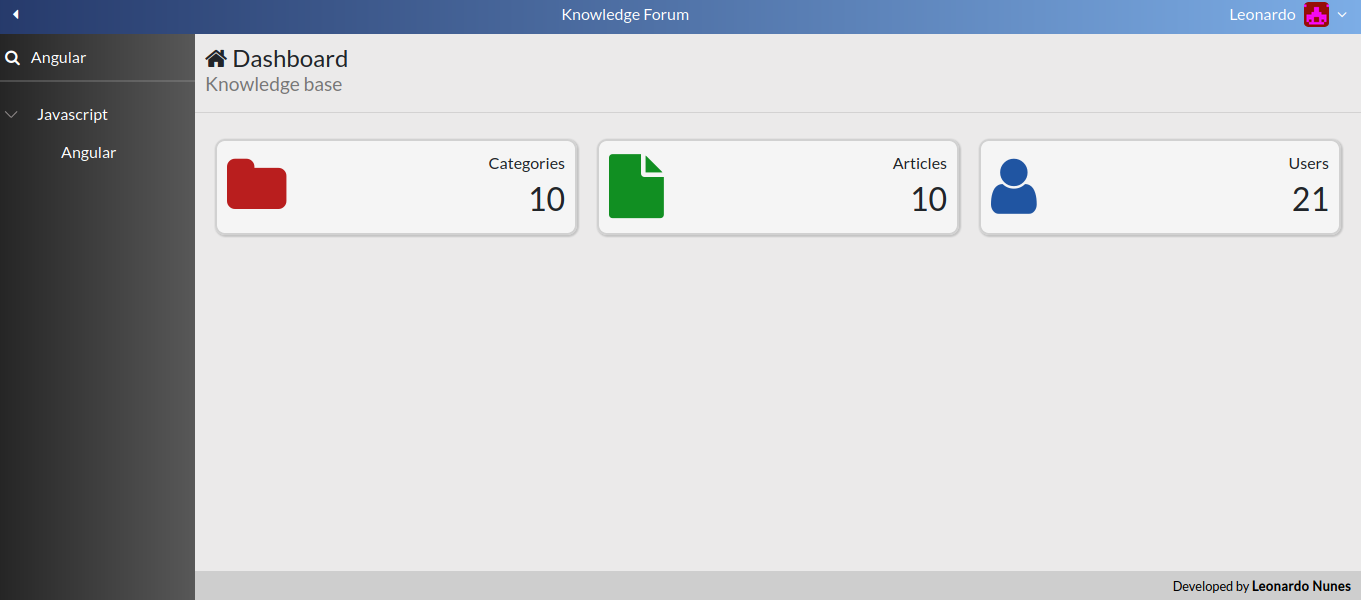 Knowledge Forum
Leonardo
Angular
Javascript
Angular
Dashboard
Knowledge base
Categories
10
Articles
10
Users
21
Developed by Leonardo Nunes